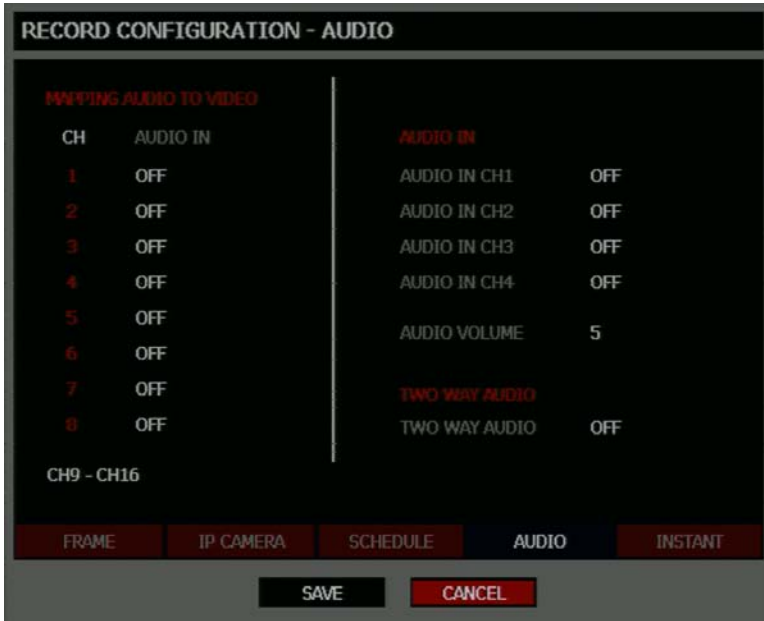 RECORD CONFIGURATION - AUDIO
MAPPING AUDIO TO VIDEO
CH AUDIO IN
1 OFF
2 OFF
3 OFF
4 OFF
5 OFF
6 OFF
7 OFF
8 OFF
CH9 - CH16
AUDIO IN
AUDIO IN CH1 OFF
AUDIO IN CH2 OFF
AUDIO IN CH3 OFF
AUDIO IN CH4 OFF
AUDIO VOLUME 5
TWO WAY AUDIO
TWO WAY AUDIO OFF
FRAME IP CAMERA SCHEDULE AUDIO INSTANT
SAVE CANCEL